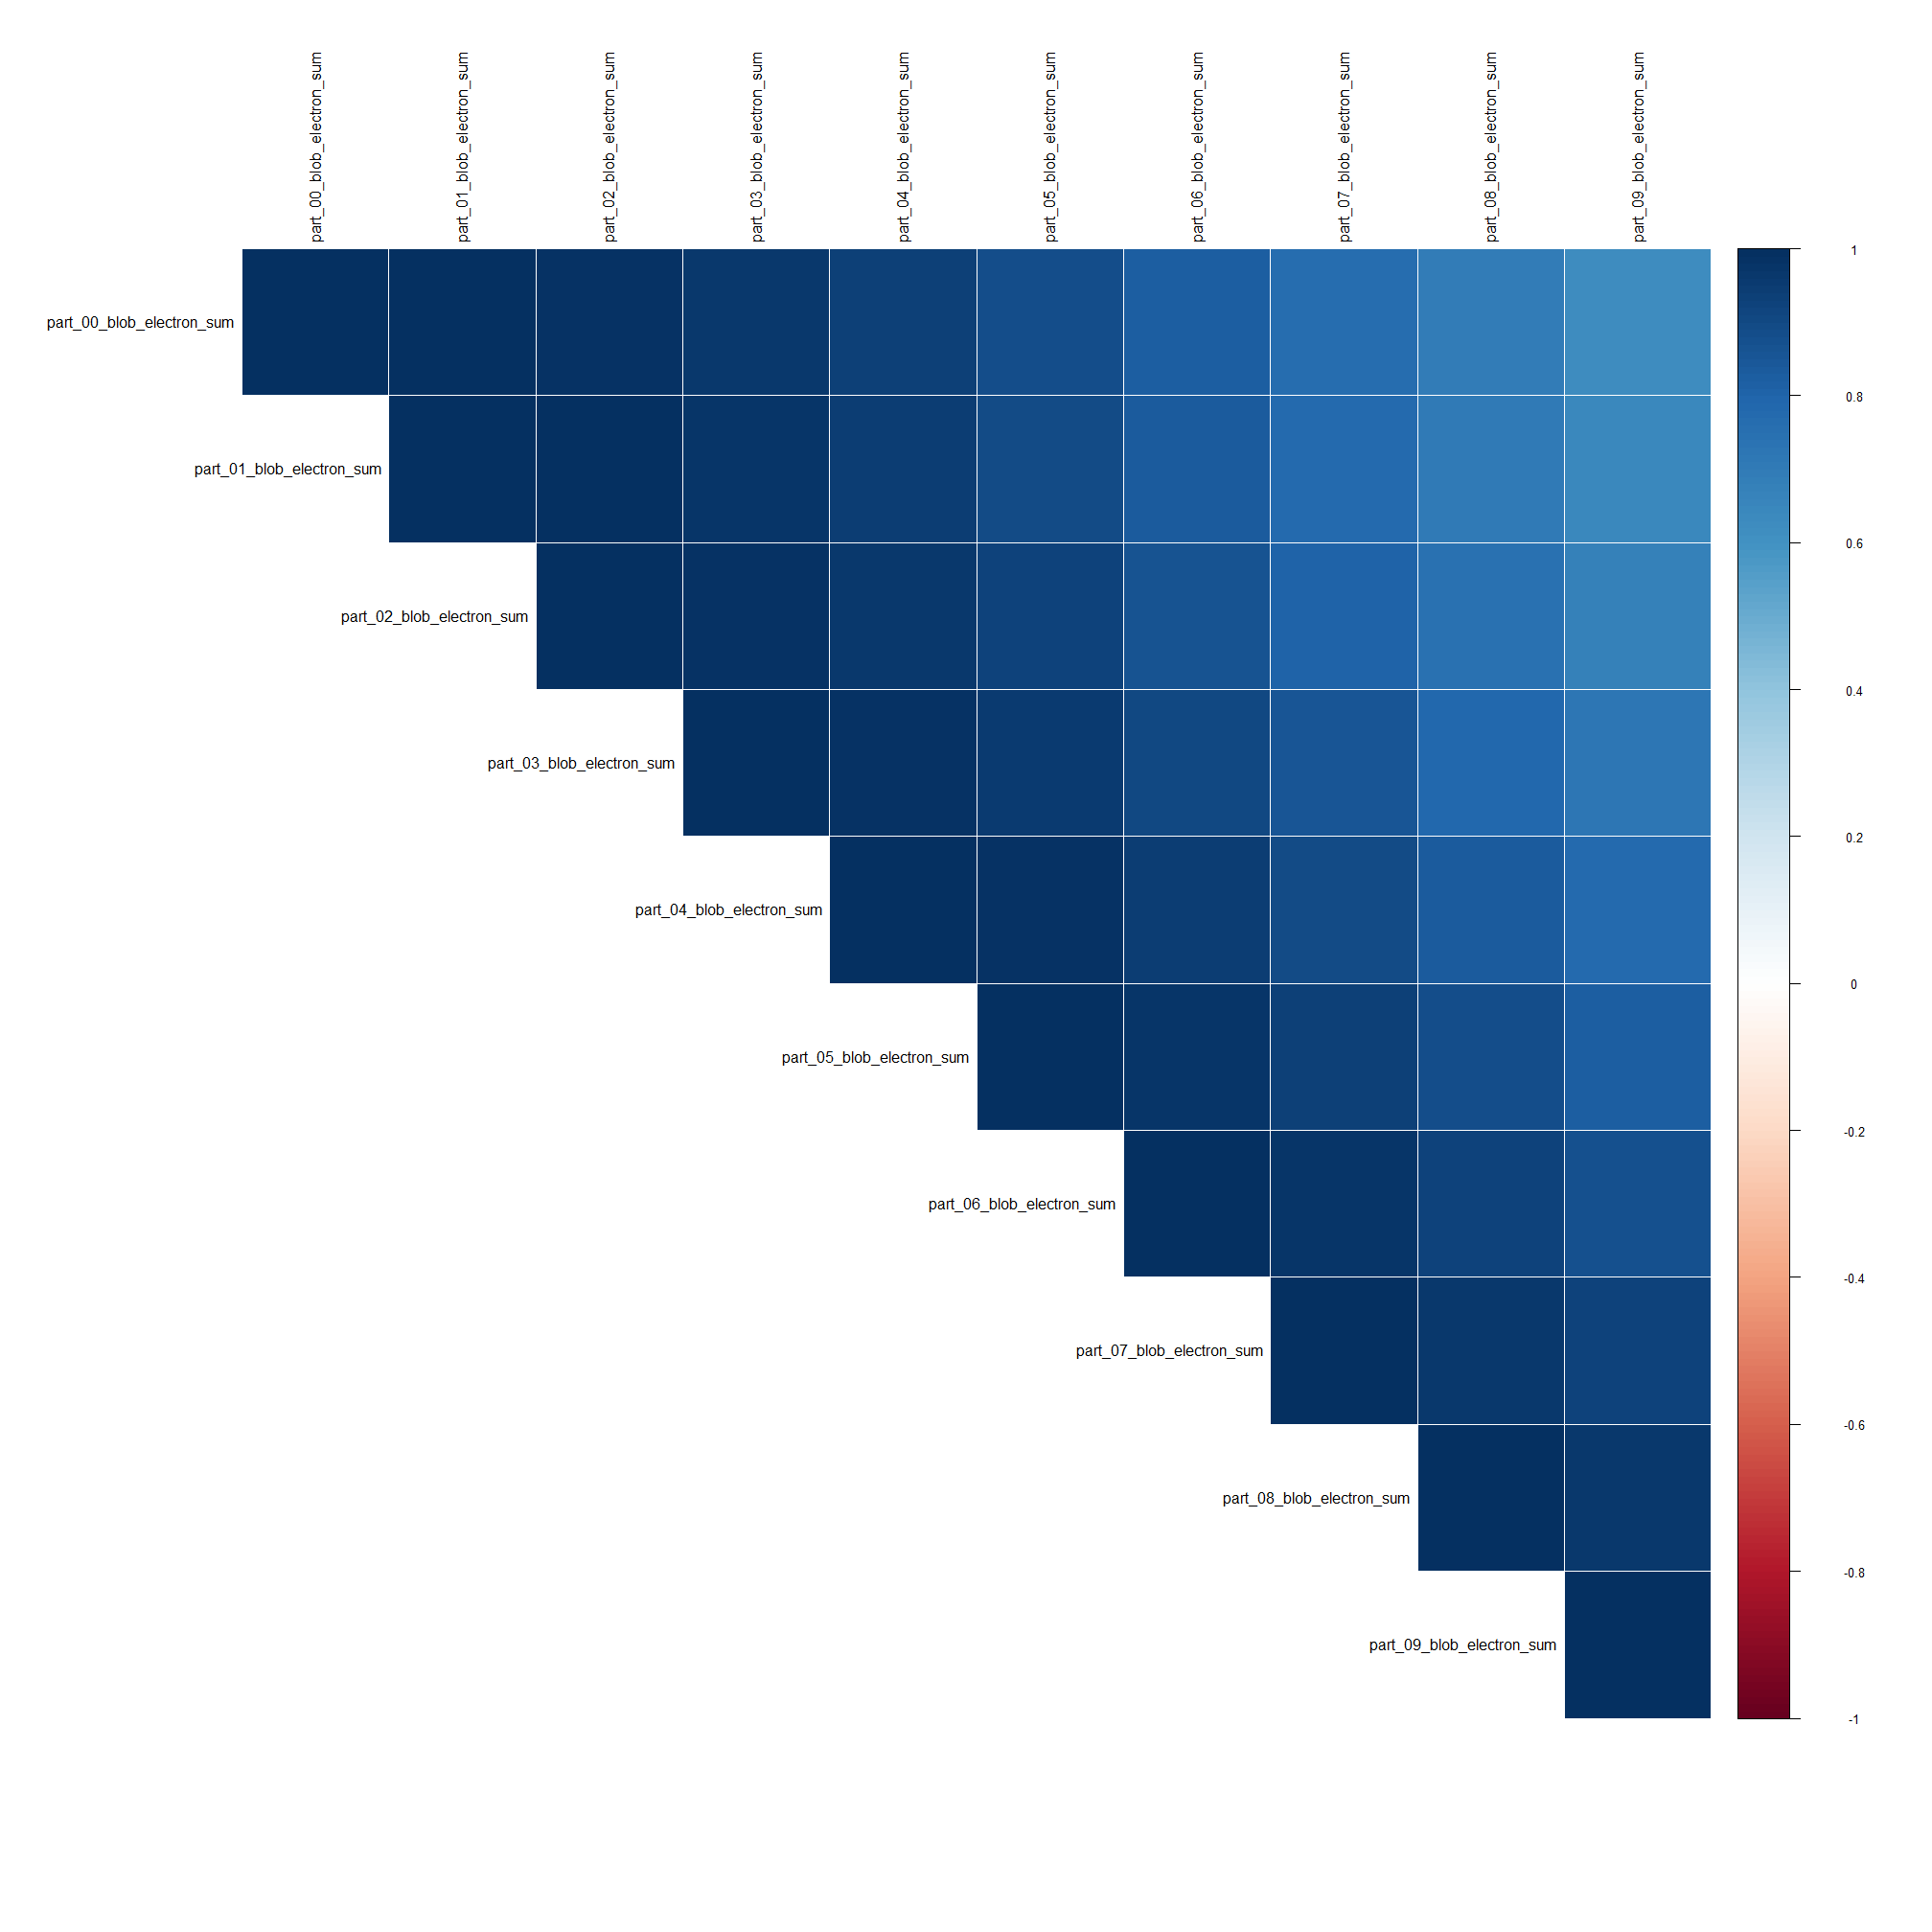 part_00_blob_electron_sum
part_01_blob_electron_sum
part_02_blob_electron_sum
part_03_blob_electron_sum
part_04_blob_electron_sum
part_05_blob_electron_sum
part_06_blob_electron_sum
part_07_blob_electron_sum
part_08_blob_electron_sum
part_09_blob_electron_sum
part_00_blob_electron_sum
part_01_blob_electron_sum
part_02_blob_electron_sum
part_03_blob_electron_sum
part_04_blob_electron_sum
part_05_blob_electron_sum
part_06_blob_electron_sum
part_07_blob_electron_sum
part_08_blob_electron_sum
part_09_blob_electron_sum
1
0.8
0.6
0.4
0.2
0
-0.2
-0.4
-0.6
-0.8
-1